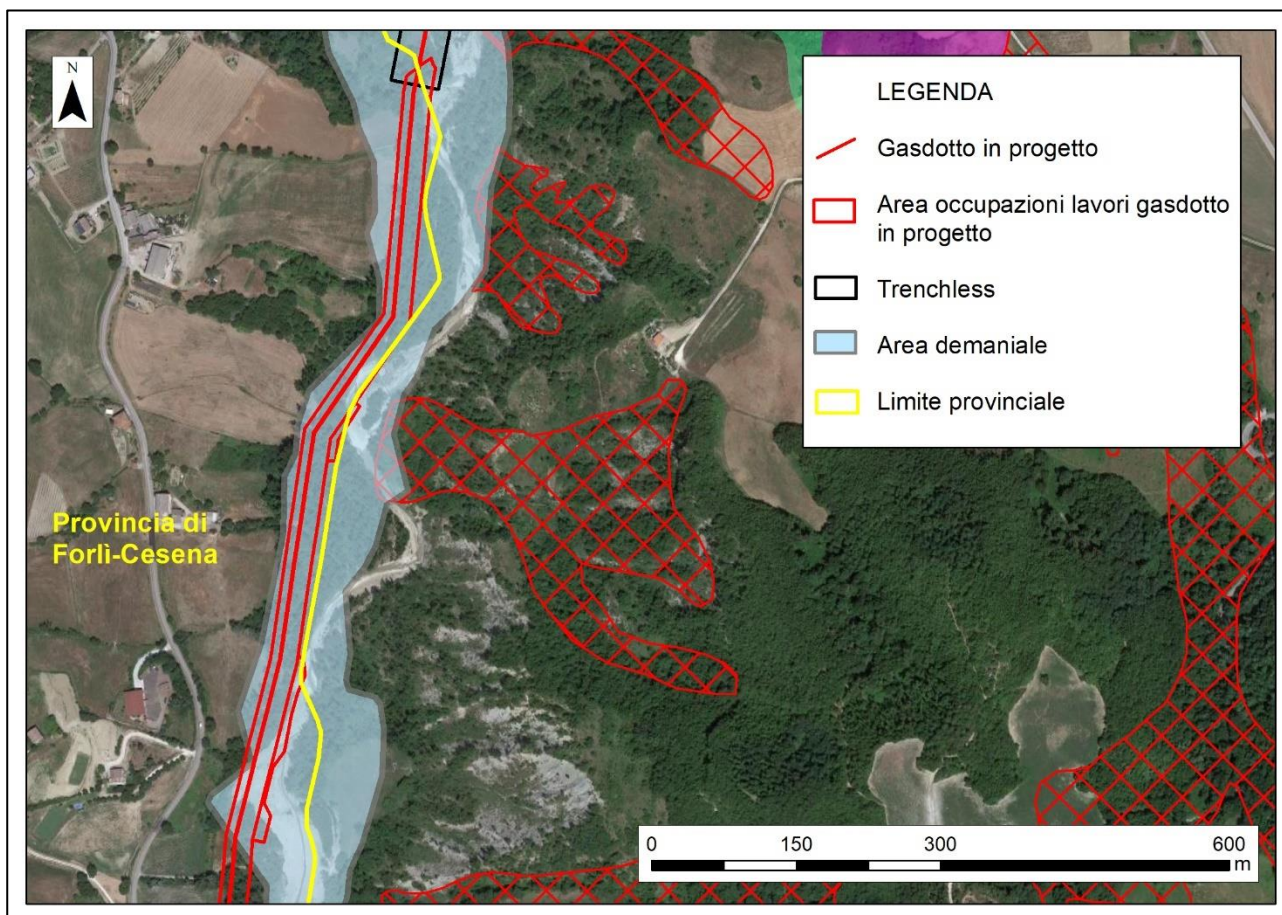 N
LEGENDA
Gasdotto in progetto
Area occupazioni lavori gasdotto
in progetto
Trenchless
Area demaniale
Limite provinciale
Provincia di
Forlì-Cesena
0 150 300 600
m